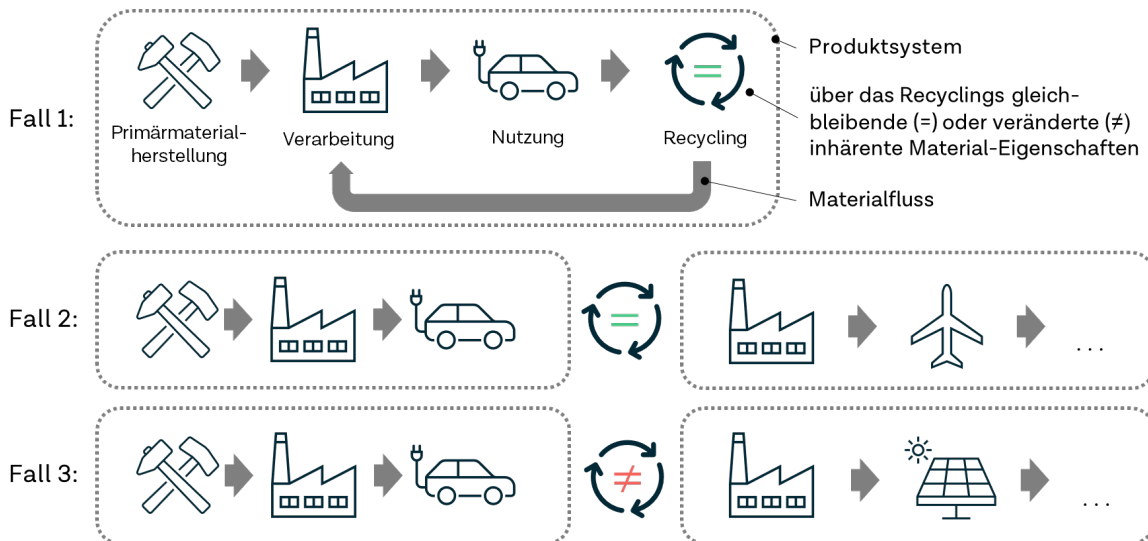 Fall 1:
Primärmaterial-
herstellung
Verarbeitung
Nutzung
=
Recycling
Produktsystem
über das Recyclings gleich-
bleibende (=) oder veränderte (≠)
inhärente Material-Eigenschaften
Materialfluss
Fall 2:
=
...
Fall 3:
≠
...